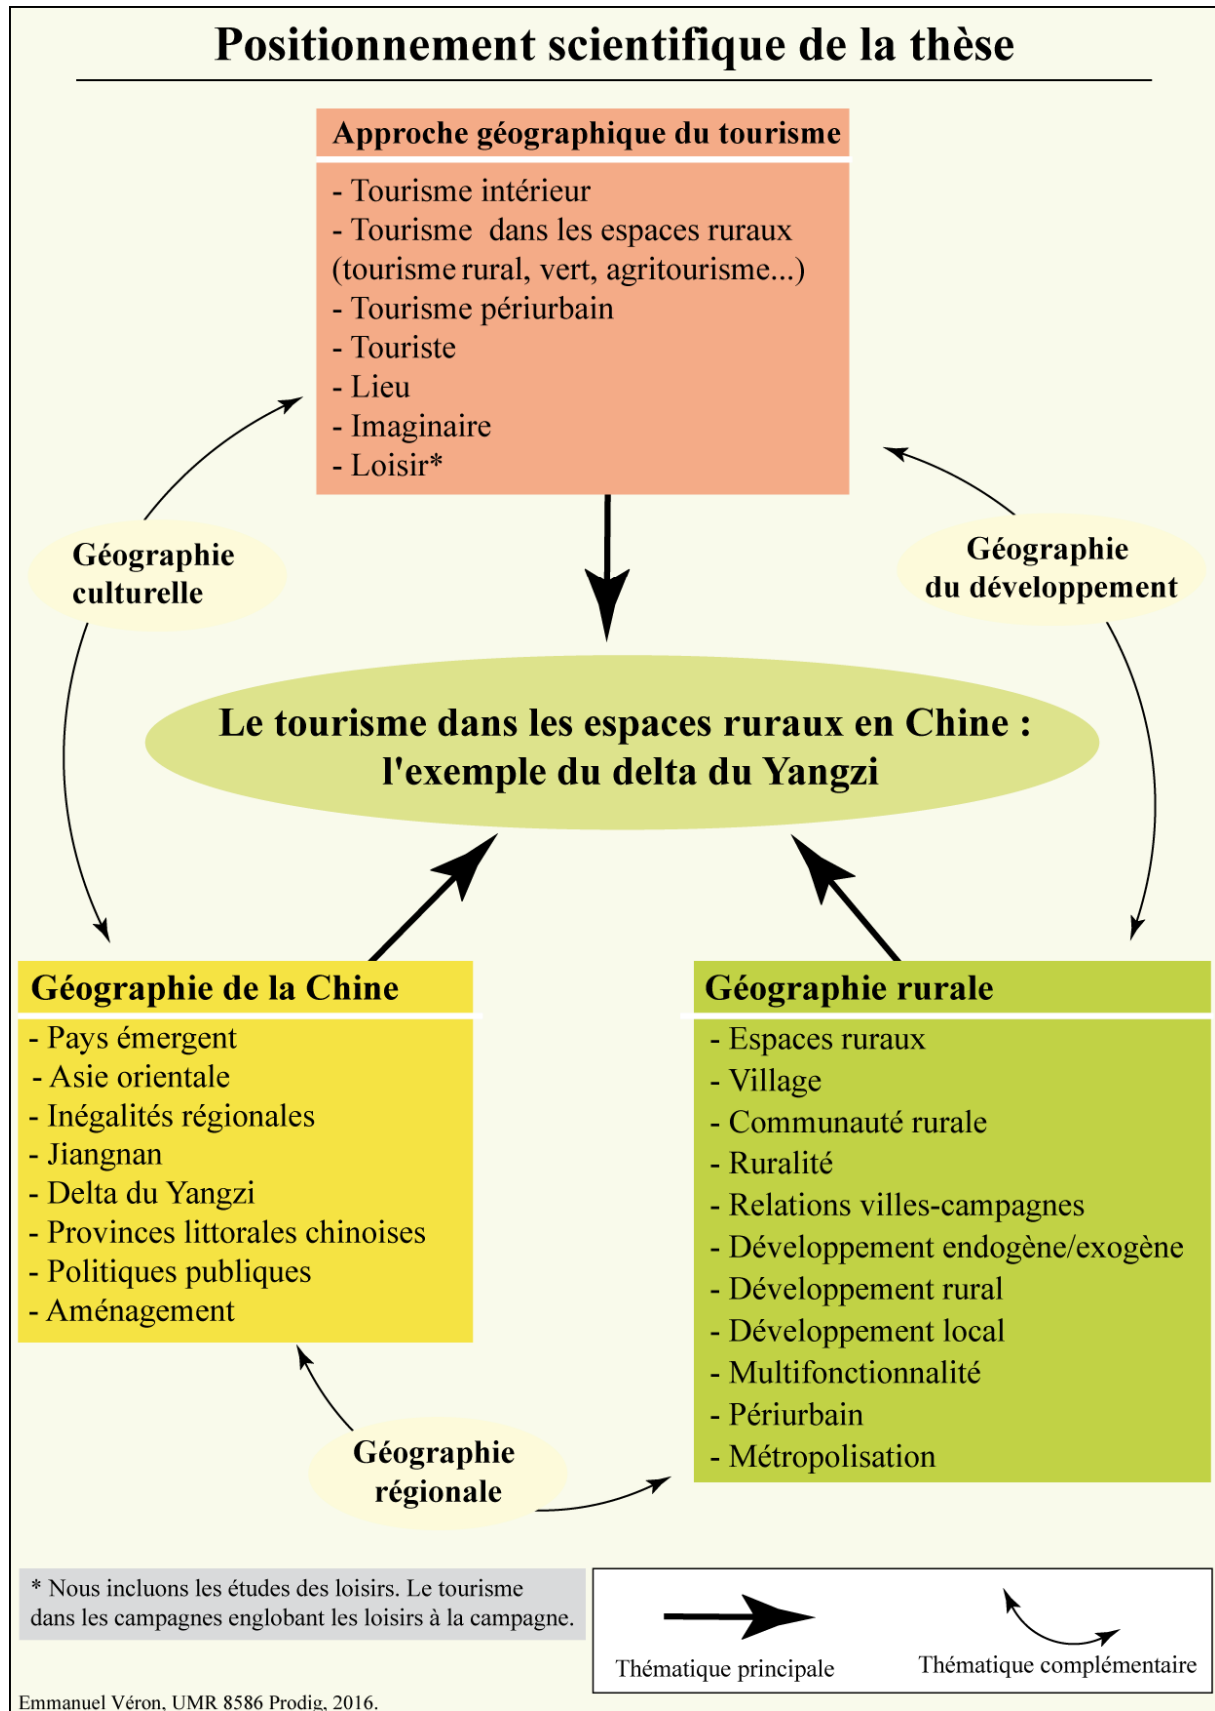 Positionnement scientifique de la thèse
Approche géographique du tourisme
- Tourisme intérieur
- Tourisme dans les espaces ruraux
(tourisme rural, vert, agritourisme...)
- Tourisme périurbain
- Touriste
- Lieu
- Imaginaire
- Loisir*
Géographie
culturelle
Géographie
du développement
Le tourisme dans les espaces ruraux en Chine :
l'exemple du delta du Yangzi
Géographie de la Chine
- Pays émergent
- Asie orientale
- Inégalités régionales
- Jiangnan
- Delta du Yangzi
- Provinces littorales chinoises
- Politiques publiques
- Aménagement
Géographie rurale
- Espaces ruraux
- Village
- Communauté rurale
- Ruralité
- Relations villes-campagnes
- Développement endogène/exogène
- Développement rural
- Développement local
- Multifonctionnalité
- Périurbain
- Métropolisation
Géographie
régionale
* Nous incluons les études des loisirs. Le tourisme
dans les campagnes englobant les loisirs à la campagne.
Thématique principale
Thématique complémentaire
Emmanuel Véron, UMR 8586 Prodig, 2016.